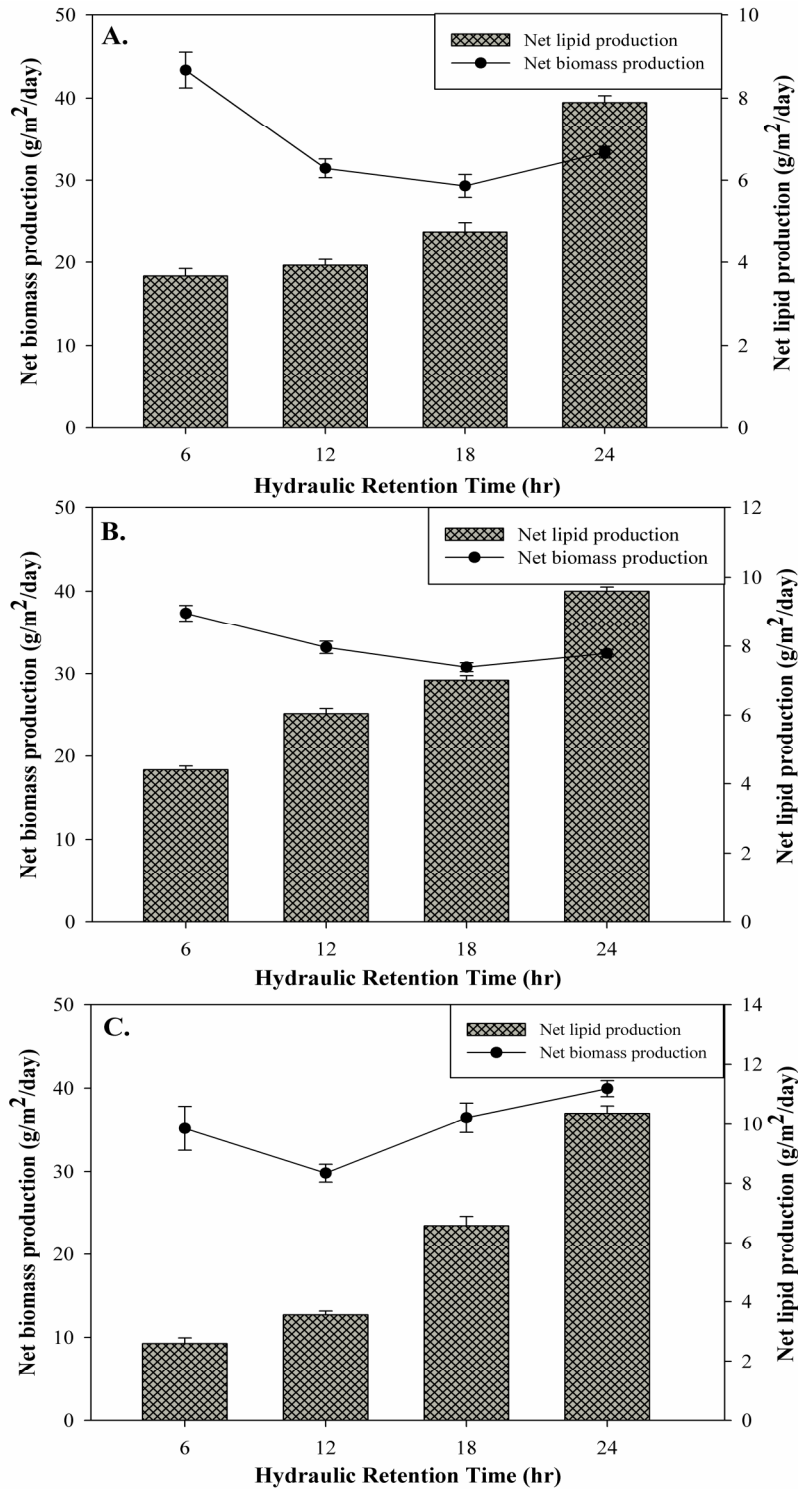 A.
Net lipid production
Net biomass production
50
40
30
20
10
0
Net biomass production (g/m²/day)
10
8
6
4
2
0
Net lipid production (g/m²/day)
6 12 18 24
Hydraulic Retention Time (hr)
B.
Net lipid production
Net biomass production
50
40
30
20
10
0
Net biomass production (g/m²/day)
12
10
8
6
4
2
0
Net lipid production (g/m²/day)
6 12 18 24
Hydraulic Retention Time (hr)
C.
Net lipid production
Net biomass production
50
40
30
20
10
0
Net biomass production (g/m²/day)
14
12
10
8
6
4
2
0
Net lipid production (g/m²/day)
6 12 18 24
Hydraulic Retention Time (hr)